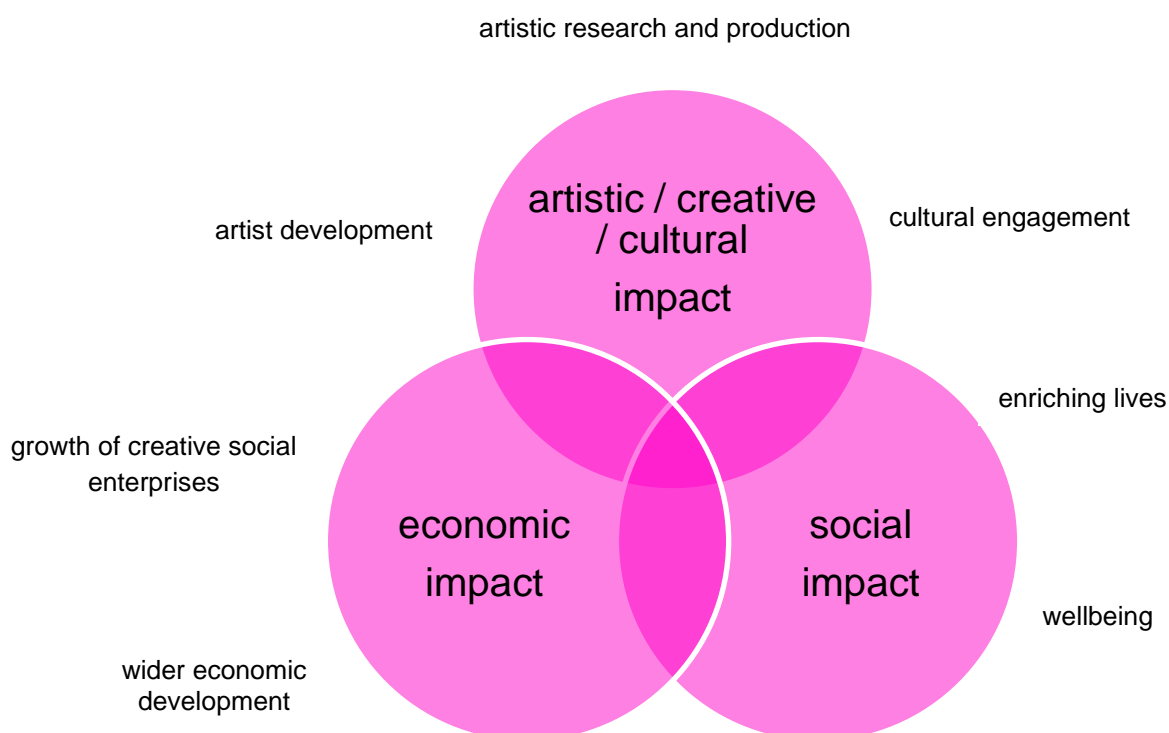 artistic research and production
artistic / creative
/ cultural
impact
artist development
cultural engagement
enriching lives
growth of creative social
enterprises
economic
impact
social
impact
wellbeing
wider economic
development